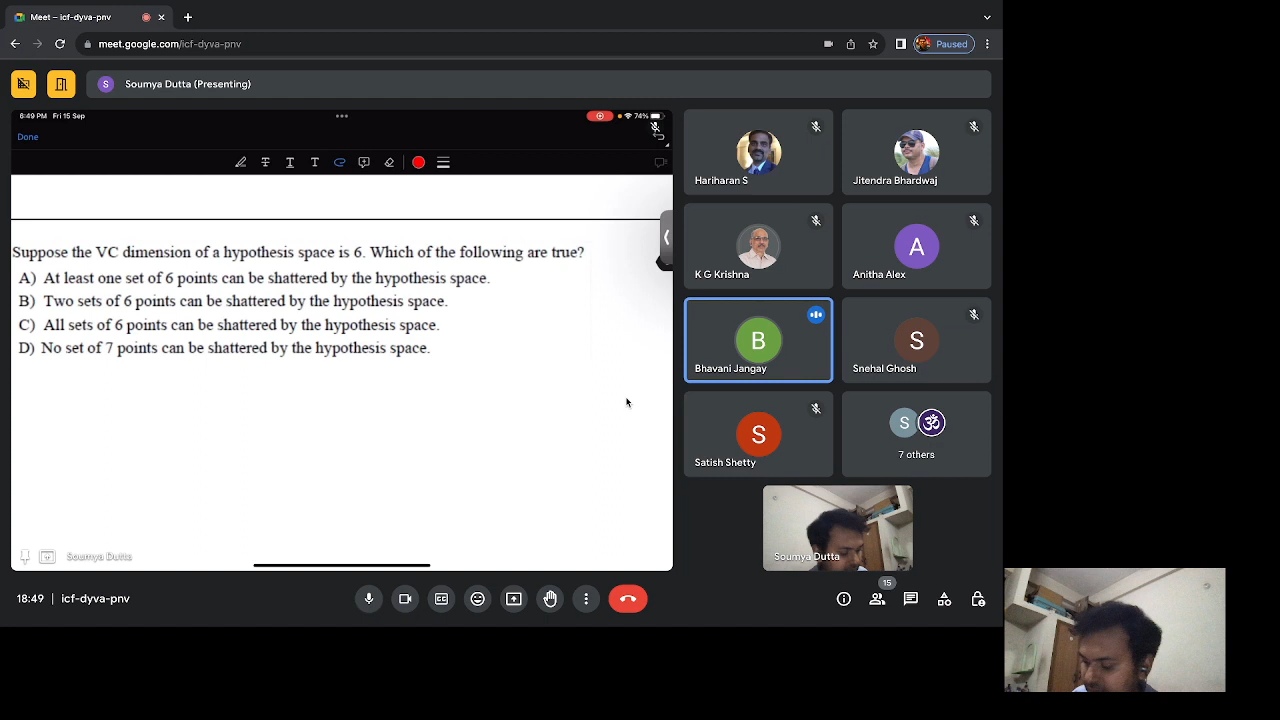 Meet – icf-dyva-pnv
meet.google.com/icf-dyva-pnv
Paused
S
Soumya Dutta (Presenting)
6:49 PM Fri 15 Sep
74%
Done
T T T
Suppose the VC dimension of a hypothesis space is 6. Which of the following are true?
A) At least one set of 6 points can be shattered by the hypothesis space.
B) Two sets of 6 points can be shattered by the hypothesis space.
C) All sets of 6 points can be shattered by the hypothesis space.
D) No set of 7 points can be shattered by the hypothesis space.
Soumya Dutta
Hariharan S
Jitendra Bhardwaj
K G Krishna
A
Anitha Alex
B
Bhavani Jangay
S
Snehal Ghosh
S
Satish Shetty
S ॐ
7 others
Soumya Dutta
18:49 | icf-dyva-pnv
15